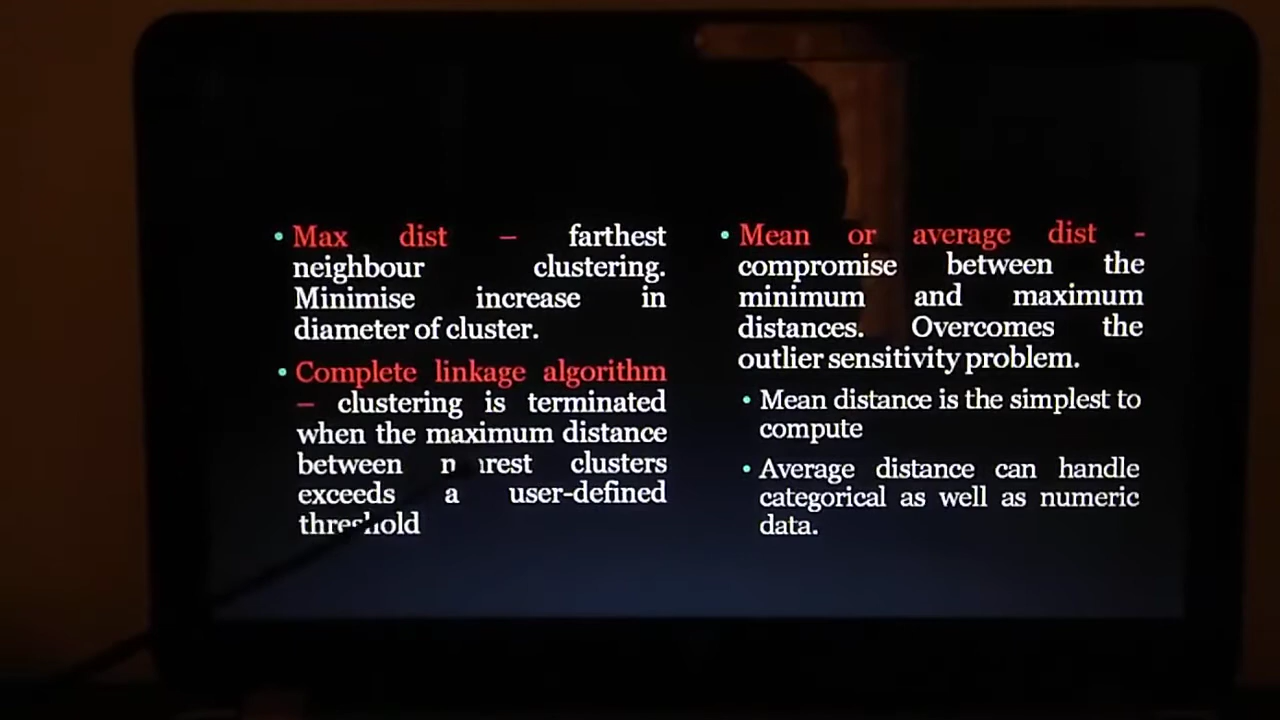 • Max dist – farthest
neighbour clustering.
Minimise increase in
diameter of cluster.
• Complete linkage algorithm
– clustering is terminated
when the maximum distance
between clusters
exceeds a user-defined
threshold
• Mean or average dist -
compromise between the
minimum and maximum
distances. Overcomes the
outlier sensitivity problem.
• Mean distance is the simplest to
compute
• Average distance can handle
categorical as well as numeric
data.